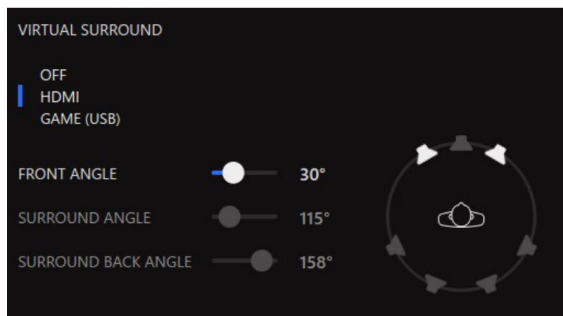 VIRTUAL SURROUND
OFF
HDMI
GAME (USB)
FRONT ANGLE 30°
SURROUND ANGLE 115°
SURROUND BACK ANGLE 158°